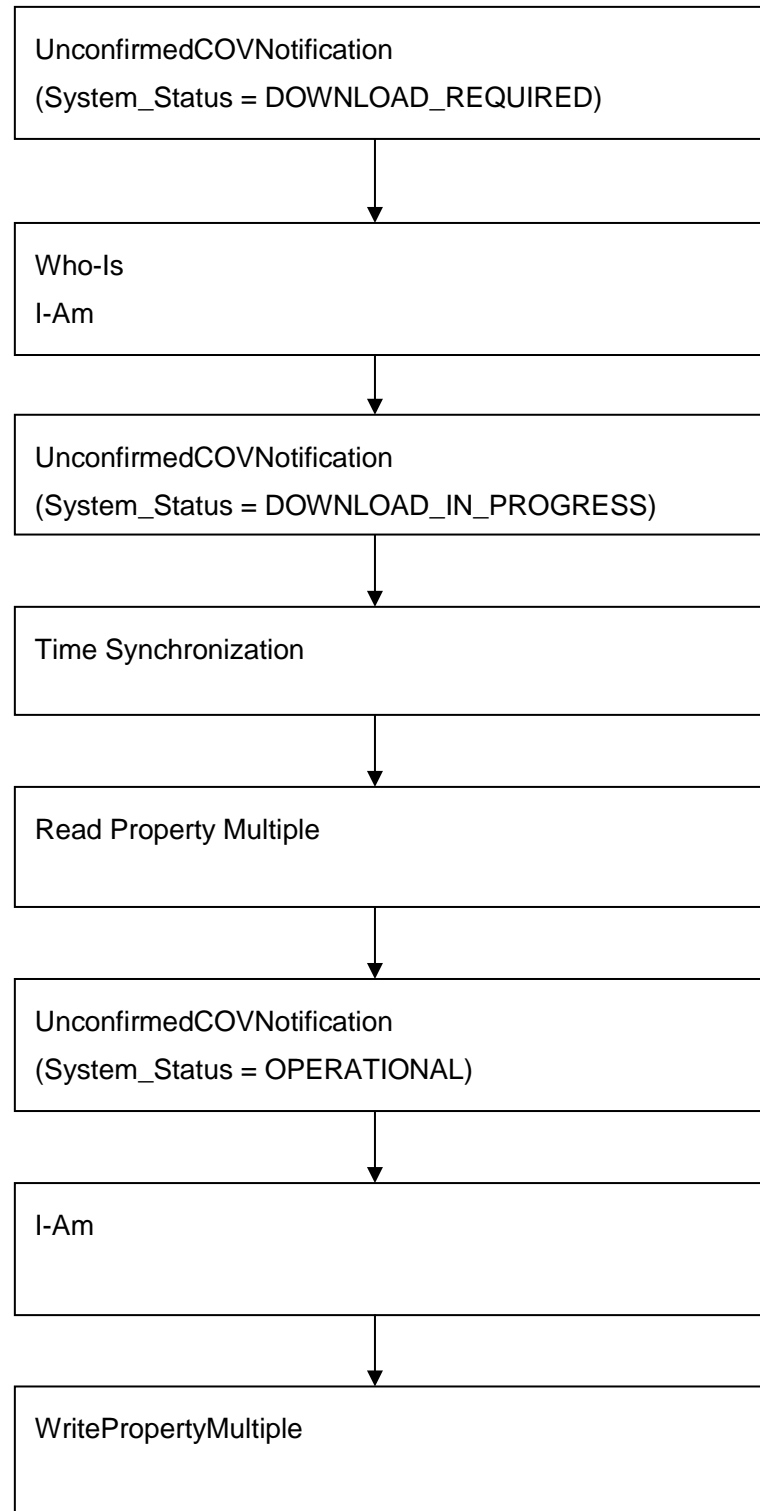 UnconfirmedCOVNotification
(System_Status = DOWNLOAD_REQUIRED)
Who-Is
I-Am
UnconfirmedCOVNotification
(System_Status = DOWNLOAD_IN_PROGRESS)
Time Synchronization
Read Property Multiple
UnconfirmedCOVNotification
(System_Status = OPERATIONAL)
I-Am
WritePropertyMultiple